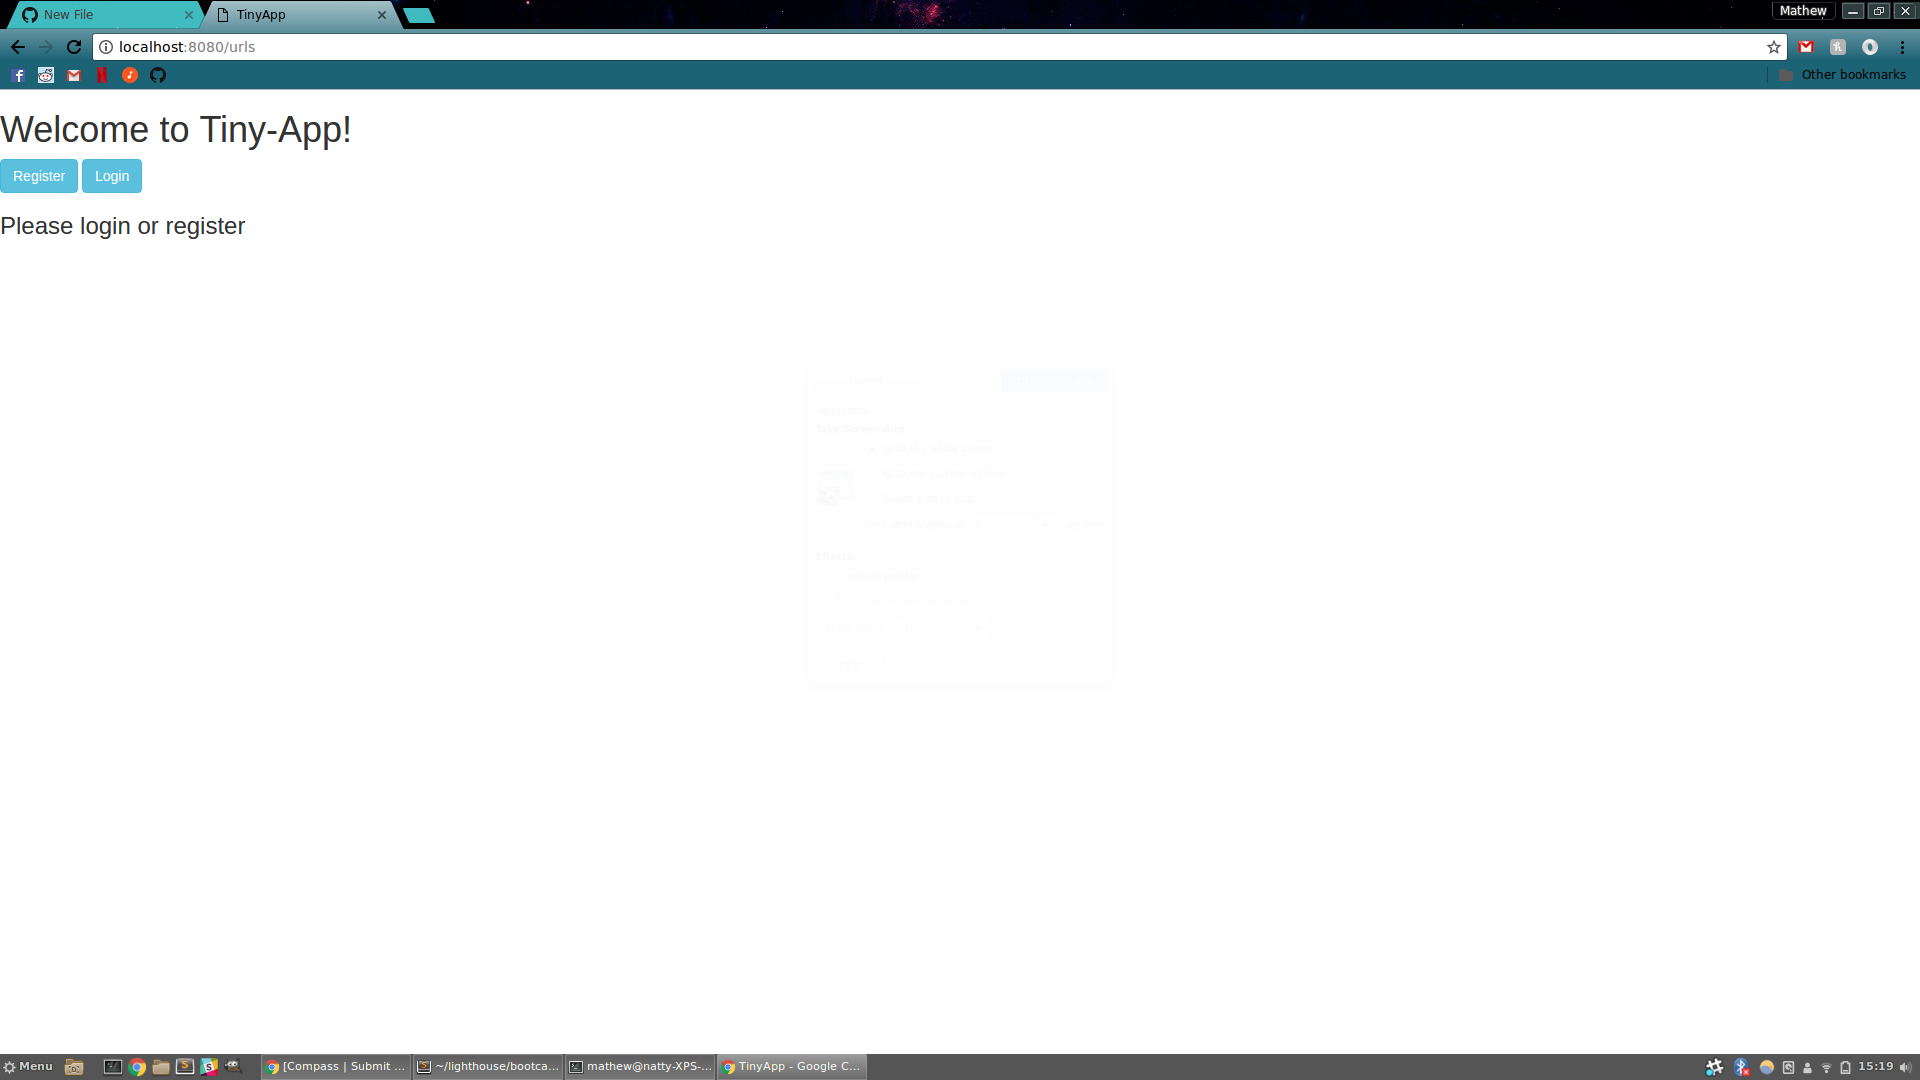 New File
TinyApp
Mathew
localhost:8080/urls
Other bookmarks
Welcome to Tiny-App!
Register Login
Please login or register
Menu
[Compass | Submit ...
~/lighthouse/bootca...
mathew@natty-XPS-...
TinyApp - Google C...
15:19